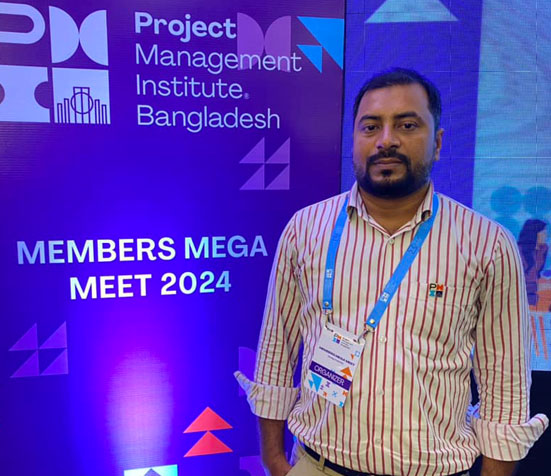 Project
Management
Institute.
Bangladesh
MEMBERS MEGA
MEET 2024
ORGANIZER